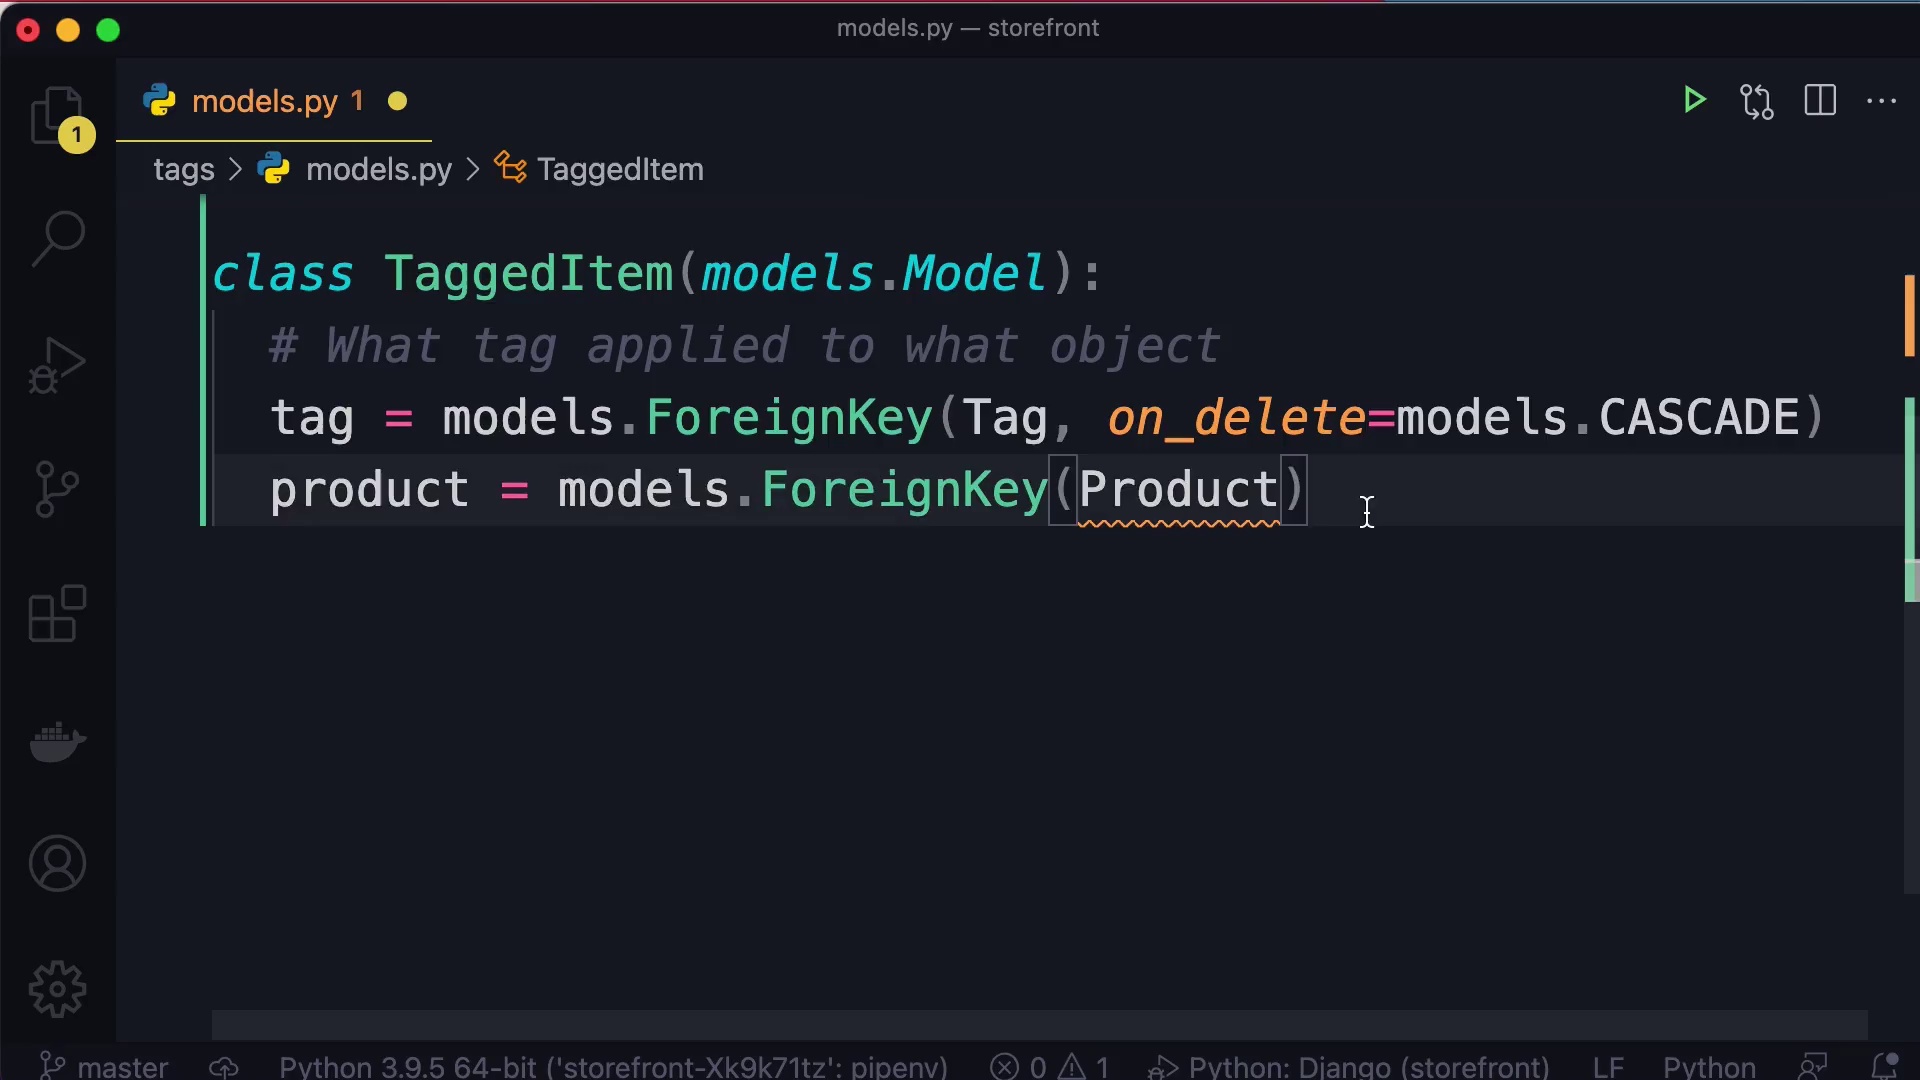 models.py — storefront
models.py 1
1
tags > models.py > TaggedItem
class TaggedItem(models.Model):
# What tag applied to what object
tag = models.ForeignKey(Tag, on_delete=models.CASCADE)
product = models.ForeignKey(Product)
master Python 3.9.5 64-bit ('storefront-Xk9k71tz': pipenv) 0 1 Python: Django (storefront) LF Python